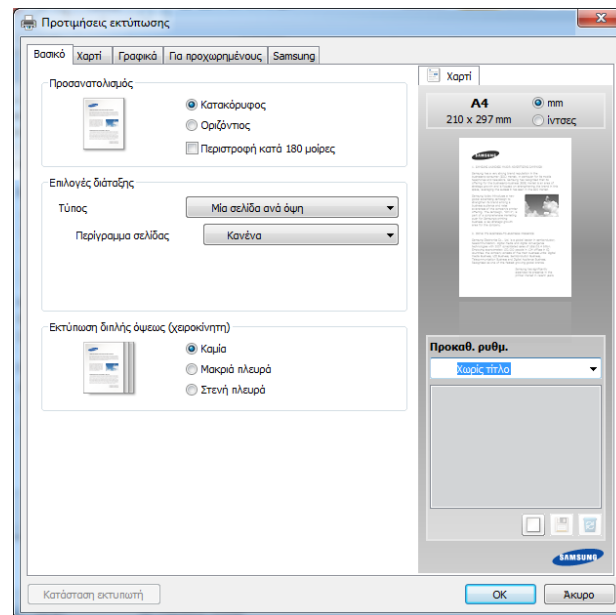 Προτιμήσεις εκτύπωσης
Βασικό Χαρτί Γραφικά Για προχωρημένους Samsung
Προσανατολισμός
Κατακόρυφος
Οριζόντιος
Περιστροφή κατά 180 μοίρες
Επιλογές διάταξης
Τύπος Μία σελίδα ανά όψη
Περίγραμμα σελίδας Κανένα
Εκτύπωση διπλής όψεως (χειροκίνητη)
Καμία
Μακριά πλευρά
Στενή πλευρά
Χαρτί
A4
210 x 297 mm
mm
ίντσες
SAMSUNG
Προκαθ. ρυθμ.
Χωρίς τίτλο
SAMSUNG
Κατάσταση εκτυπωτή OK Άκυρο